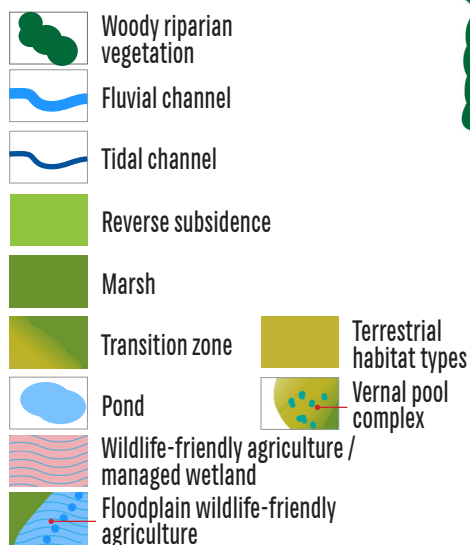 Woody riparian
vegetation
Fluvial channel
Tidal channel
Reverse subsidence
Marsh
Transition zone
Terrestrial
habitat types
Pond
Vernal pool
complex
Wildlife-friendly agriculture /
managed wetland
Floodplain wildlife-friendly
agriculture